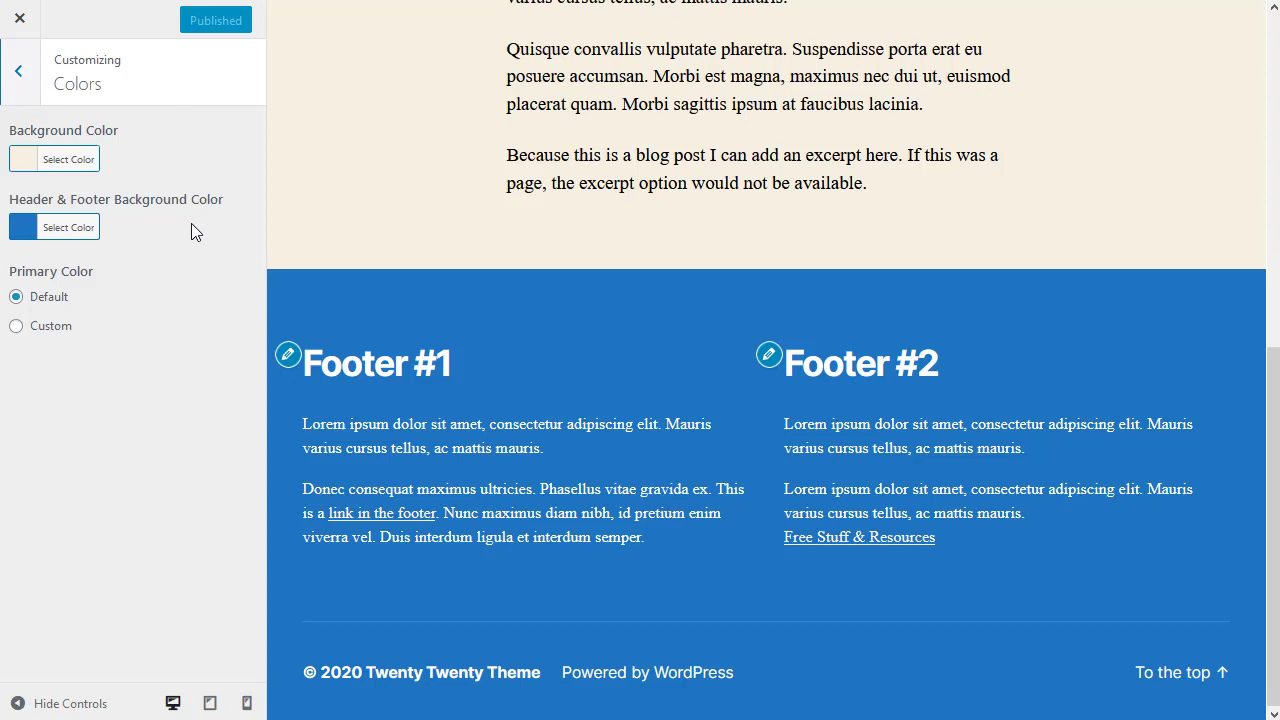 Published
Customizing
Colors
Background Color
Select Color
Header & Footer Background Color
Select Color
Primary Color
Default
Custom
Hide Controls
varius cursus tellus, ac mattis mauris.
Quisque convallis vulputate pharetra. Suspendisse porta erat eu
posuere accumsan. Morbi est magna, maximus nec dui ut, euismod
placerat quam. Morbi sagittis ipsum at faucibus lacinia.
Because this is a blog post I can add an excerpt here. If this was a
page, the excerpt option would not be available.
Footer #1
Lorem ipsum dolor sit amet, consectetur adipiscing elit. Mauris
varius cursus tellus, ac mattis mauris.
Donec consequat maximus ultricies. Phasellus vitae gravida ex. This
is a link in the footer. Nunc maximus diam nibh, id pretium enim
viverra vel. Duis interdum ligula et interdum semper.
Footer #2
Lorem ipsum dolor sit amet, consectetur adipiscing elit. Mauris
varius cursus tellus, ac mattis mauris.
Lorem ipsum dolor sit amet, consectetur adipiscing elit. Mauris
varius cursus tellus, ac mattis mauris.
Free Stuff & Resources
© 2020 Twenty Twenty Theme Powered by WordPress
To the top ↑